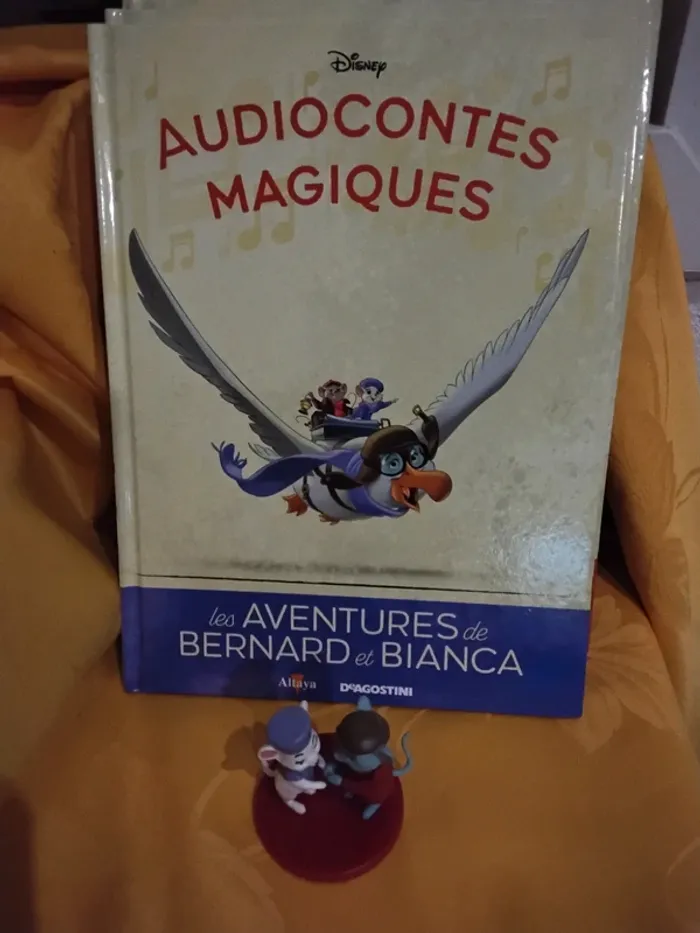 Disney
AUDIOCONTES
MAGIQUES
les AVENTURES de
BERNARD et BIANCA
Altaya DeAGOSTINI